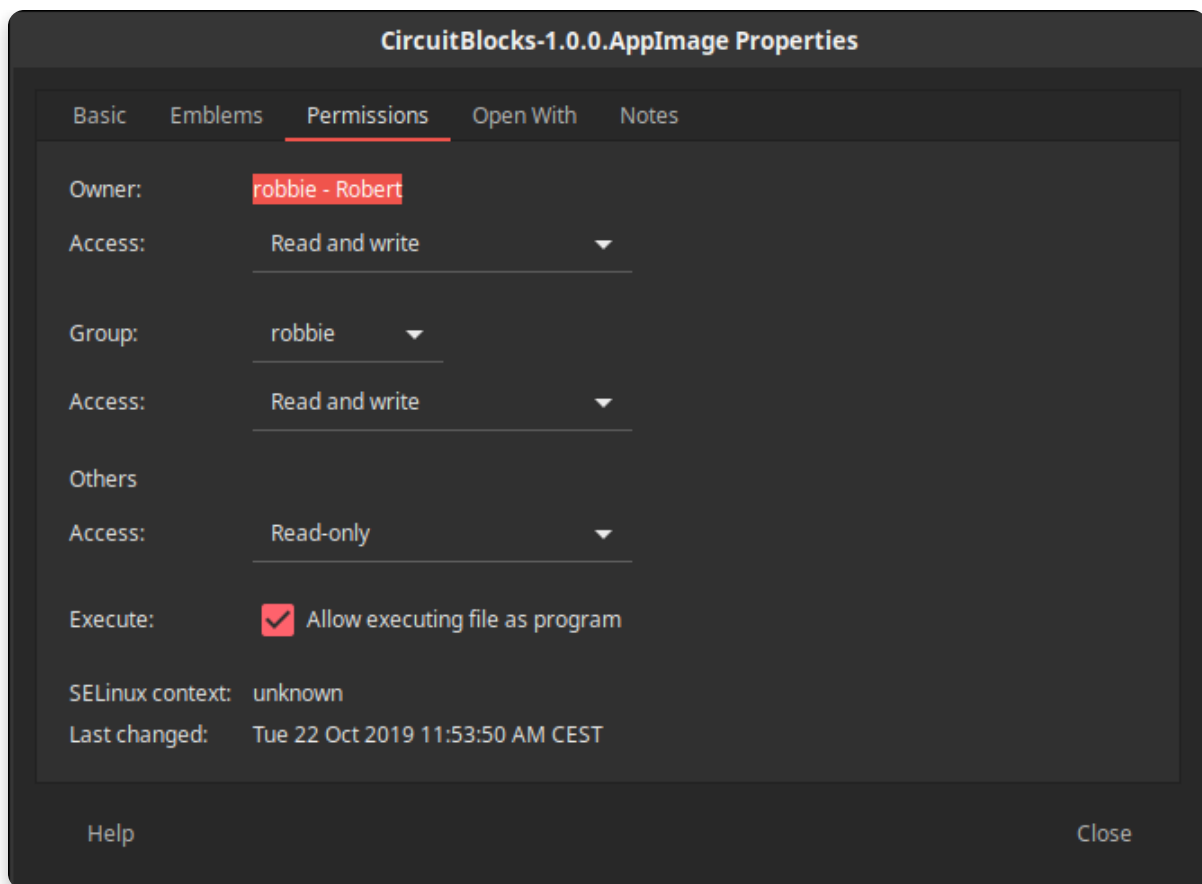 CircuitBlocks-1.0.0.AppImage Properties
Basic Emblems Permissions Open With Notes
Owner: robbie - Robert
Access: Read and write
Group: robbie
Access: Read and write
Others
Access: Read-only
Execute: Allow executing file as program
SELinux context: unknown
Last changed: Tue 22 Oct 2019 11:53:50 AM CEST
Help Close